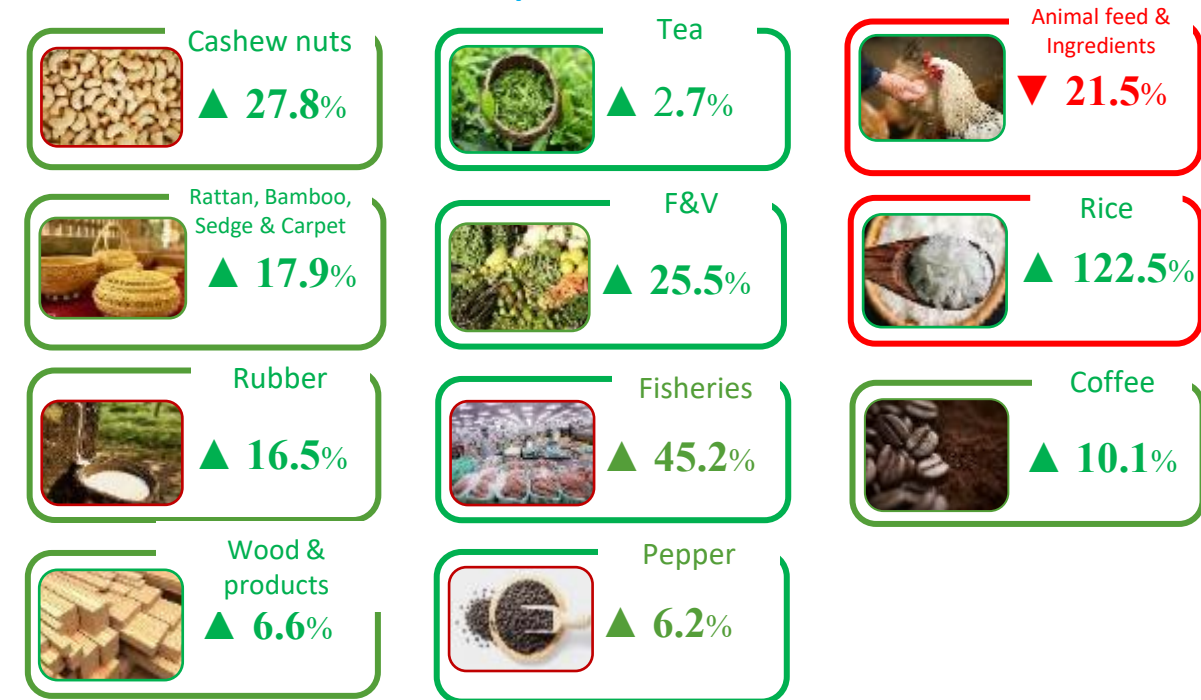 Cashew nuts
▲ 27.8%
Tea
▲ 2.7%
Animal feed &
Ingredients
▼ 21.5%
Rattan, Bamboo,
Sedge & Carpet
▲ 17.9%
F&V
▲ 25.5%
Rice
▲ 122.5%
Rubber
▲ 16.5%
Fisheries
▲ 45.2%
Coffee
▲ 10.1%
Wood &
products
▲ 6.6%
Pepper
▲ 6.2%